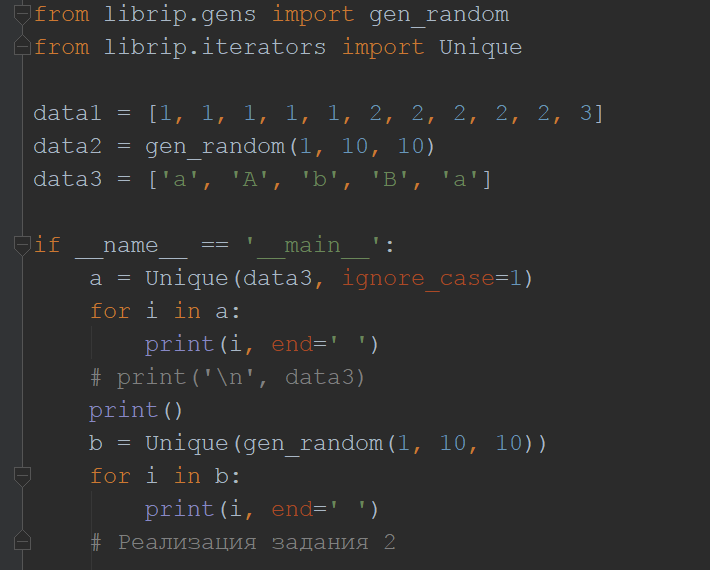 from librip.gens import gen_random
from librip.iterators import Unique
data1 = [1, 1, 1, 1, 1, 2, 2, 2, 2, 2, 3]
data2 = gen_random(1, 10, 10)
data3 = ['a', 'A', 'b', 'B', 'a']
if __name__ == '__main__':
    a = Unique(data3, ignore_case=1)
    for i in a:
        print(i, end=' ')
    # print('\n', data3)
    print()
    b = Unique(gen_random(1, 10, 10))
    for i in b:
        print(i, end=' ')
    # Реализация задания 2